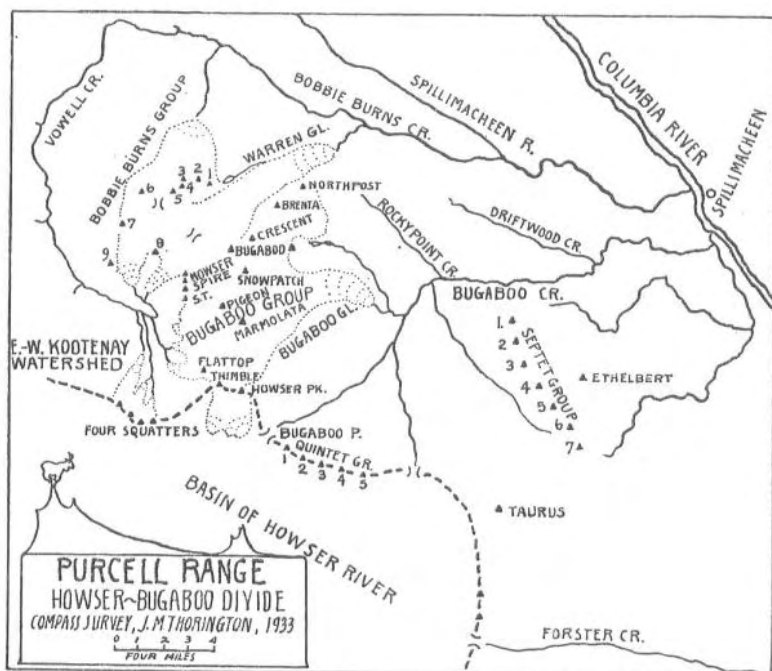 VOWELL CR.
BOBBIE BURNS GROUP
WARREN GL.
BOBBIE BURNS CR.
SPILLIMACHEEN R.
COLUMBIA RIVER
SPILLIMACHEEN
3 2 1
6 5 4
7
8
9
NORTHPOST
BRENTA
CRESCENT
BUGABOO
ROCKYPOINT CR.
DRIFTWOOD CR.
HOWSER
SPIRE
S.T.
SNOWPATCH
PIGEON
BUGABOO GROUP
MARMOLATA
BUGABOO GL.
BUGABOO CR.
E.-W. KOOTENAY
WATERSHED
FLATTOP
THIMBLE
HOWSER PK.
1
2
3
4
5
6
7
SEPTET GROUP
ETHELBERT
FOUR SQUATTERS
BUGABOO P.
QUINTET GR.
1 2 3 4 5
TAURUS
BASIN OF HOWSER RIVER
FORSTER CR.
PURCELL RANGE
HOWSER~BUGABOO DIVIDE
COMPASS SURVEY, J.M THORINGTON, 1933
0 1 2 3 4
FOUR MILES